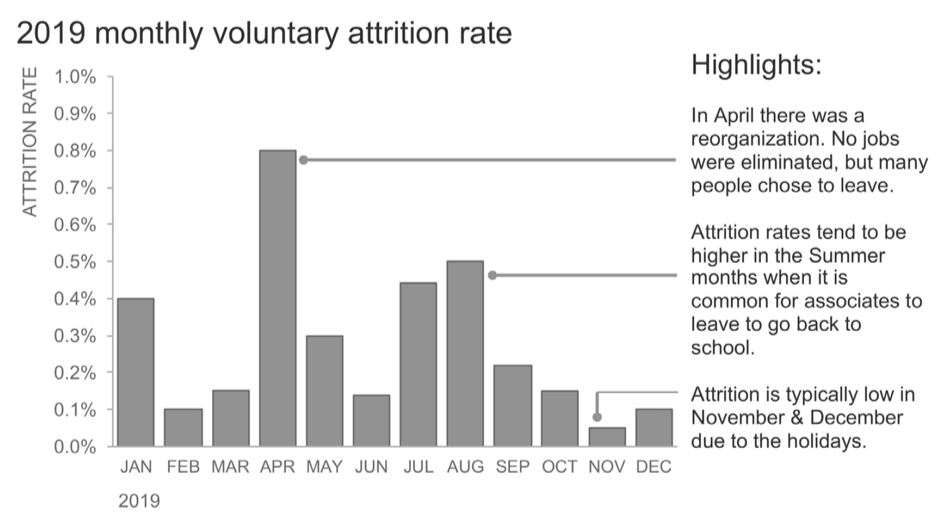 2019 monthly voluntary attrition rate
ATTRITION RATE
1.0%
0.9%
0.8%
0.7%
0.6%
0.5%
0.4%
0.3%
0.2%
0.1%
0.0%
JAN FEB MAR APR MAY JUN JUL AUG SEP OCT NOV DEC
2019
Highlights:
In April there was a
reorganization. No jobs
were eliminated, but many
people chose to leave.
Attrition rates tend to be
higher in the Summer
months when it is
common for associates to
leave to go back to
school.
Attrition is typically low in
November & December
due to the holidays.